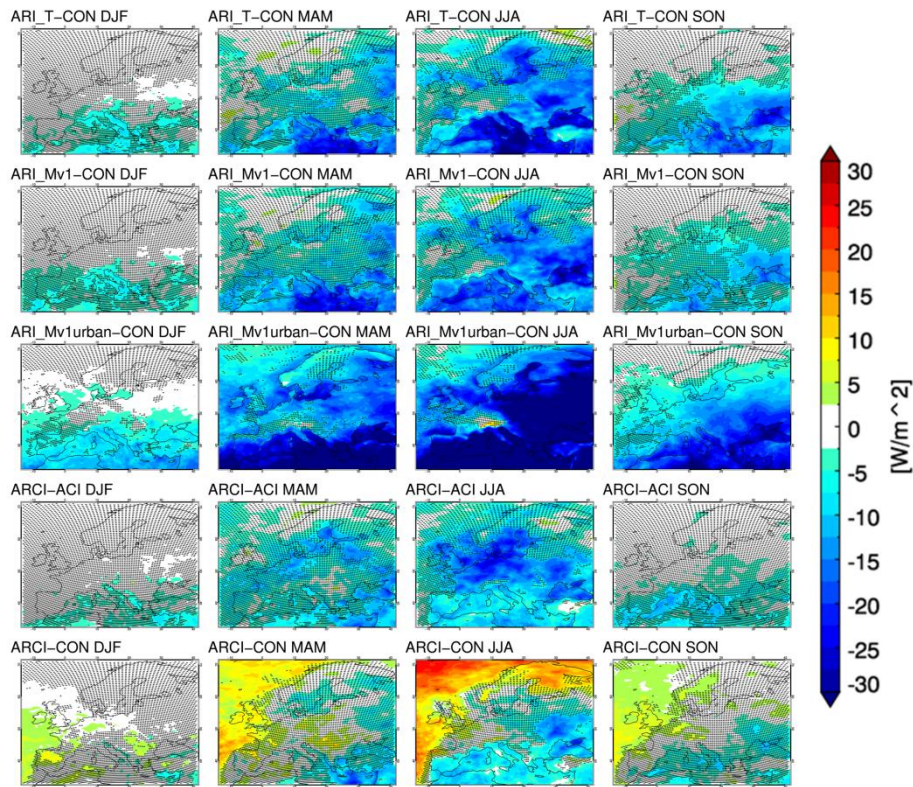 ARI_T-CON DJF
ARI_T-CON MAM
ARI_T-CON JJA
ARI_T-CON SON
ARI_Mv1-CON DJF
ARI_Mv1-CON MAM
ARI_Mv1-CON JJA
ARI_Mv1-CON SON
ARI_Mv1urban-CON DJF
ARI_Mv1urban-CON MAM
ARI_Mv1urban-CON JJA
ARI_Mv1urban-CON SON
ARCI-ACI DJF
ARCI-ACI MAM
ARCI-ACI JJA
ARCI-ACI SON
ARCI-CON DJF
ARCI-CON MAM
ARCI-CON JJA
ARCI-CON SON
30
25
20
15
10
5
0
-5
-10
-15
-20
-25
-30
[W/m^2]